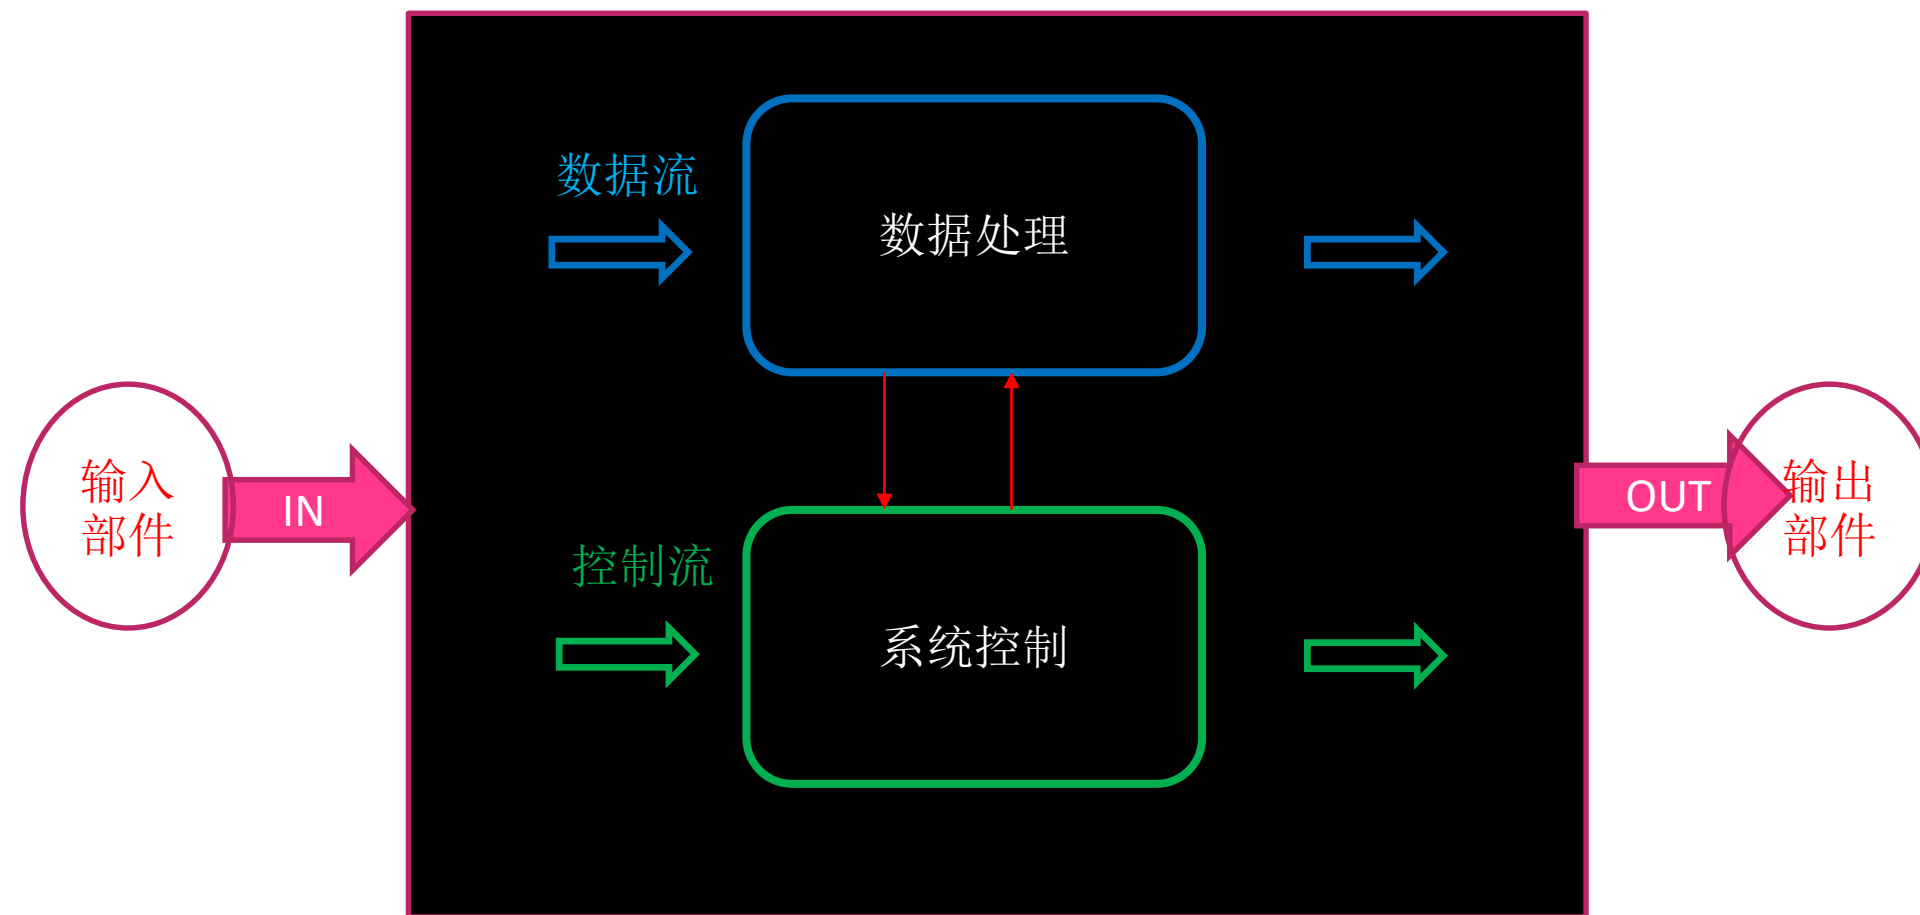 数据流
数据处理
输入
部件
IN
控制流
系统控制
OUT
输出
部件